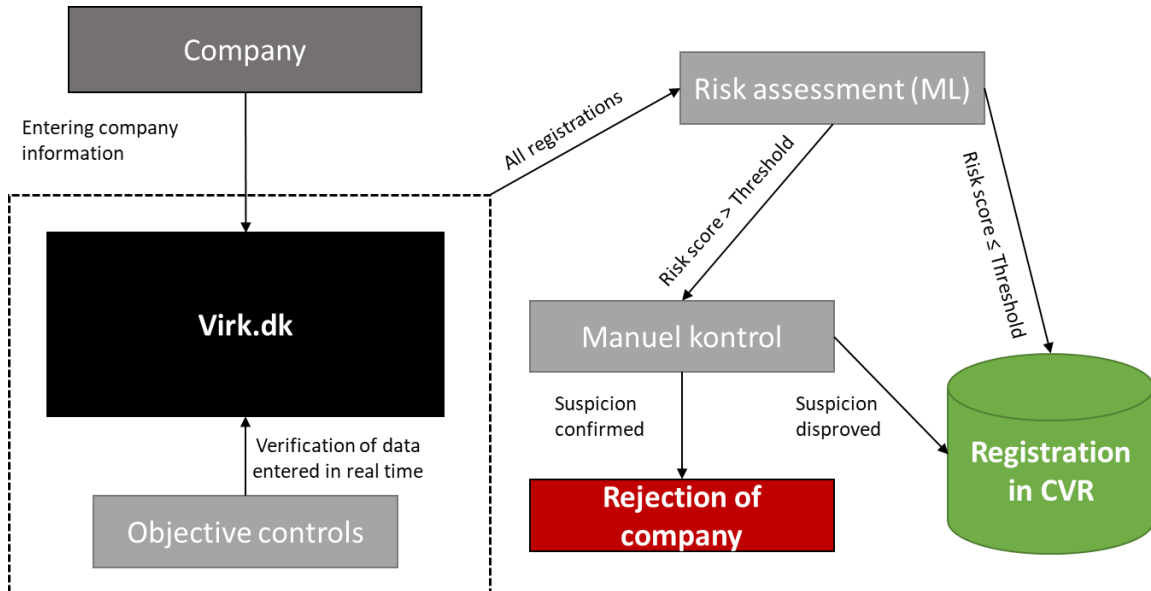 Company
Entering company
information
Virk.dk
Verification of data
entered in real time
Objective controls
All registrations
Risk assessment (ML)
Risk score > Threshold
Risk score ≤ Threshold
Manuel kontrol
Suspicion
confirmed
Suspicion
disproved
Rejection of
company
Registration
in CVR